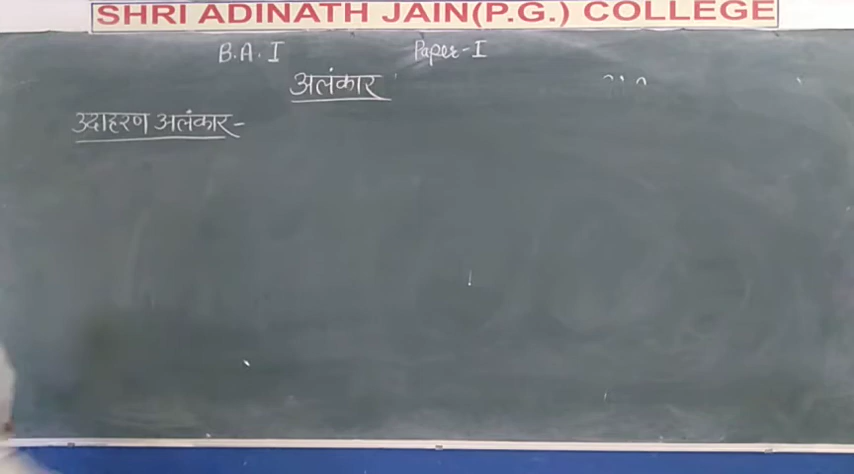 SHRI ADINATH JAIN(P.G.) COLLEGE
B.A. I Paper-I
अलंकार
उदाहरण अलंकार-